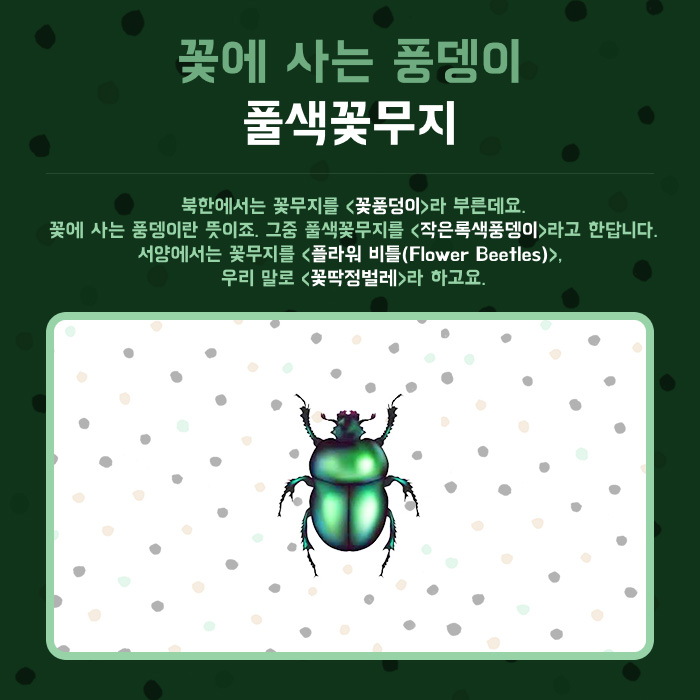 꽃에 사는 풍뎅이
풀색꽃무지
북한에서는 꽃무지를 <꽃풍덩이>라 부른데요.
꽃에 사는 풍뎅이란 뜻이죠. 그중 풀색꽃무지를 <작은록색풍뎅이>라고 한답니다.
서양에서는 꽃무지를 <플라워 비틀(Flower Beetles)>,
우리 말로 <꽃딱정벌레>라 하고요.